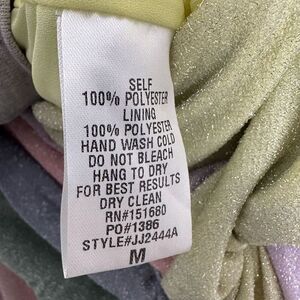 SELF
100% POLYESTER
LINING
100% POLYESTER
HAND WASH COLD
DO NOT BLEACH
HANG TO DRY
FOR BEST RESULTS
DRY CLEAN
RN#151680
PO#1386
STYLE#JJ2444A
M